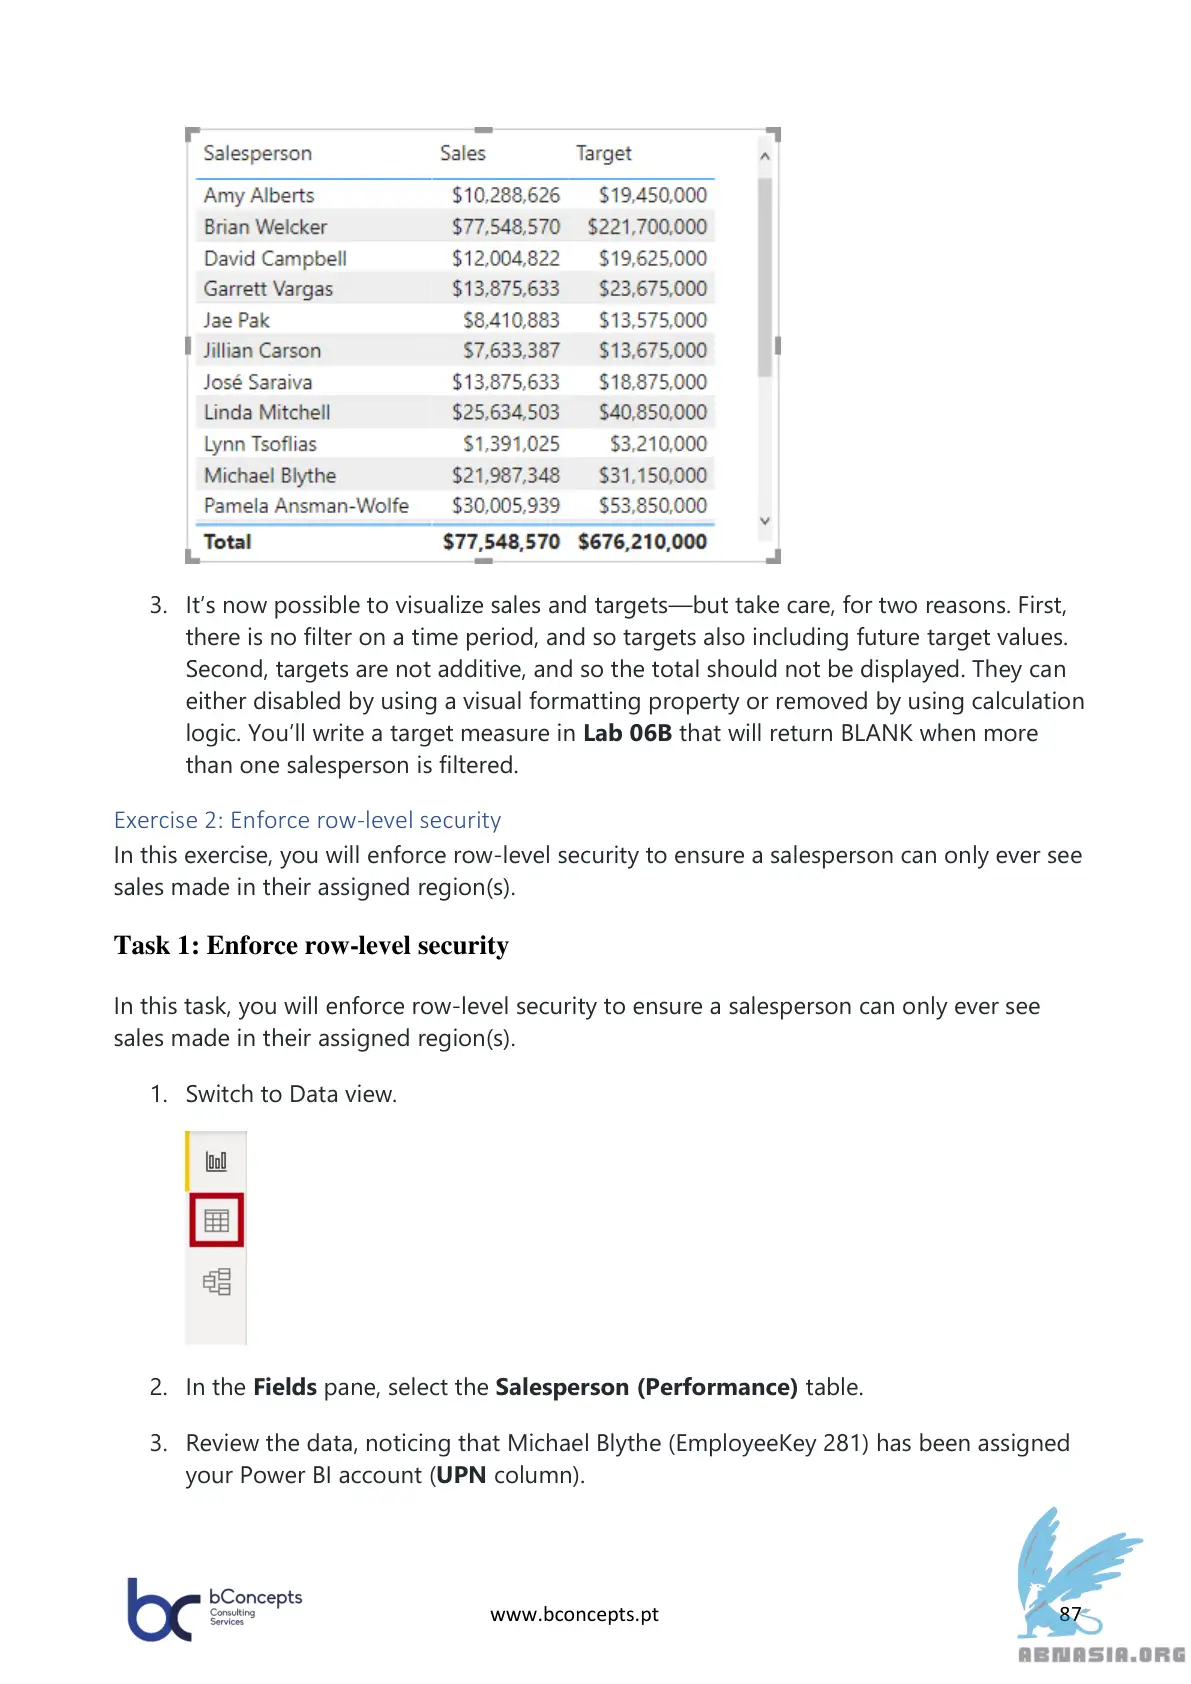 Salesperson Sales Target
Amy Alberts $10,288,626 $19,450,000
Brian Welcker $77,548,570 $221,700,000
David Campbell $12,004,822 $19,625,000
Garrett Vargas $13,875,633 $23,675,000
Jae Pak $8,410,883 $13,575,000
Jillian Carson $7,633,387 $13,675,000
José Saraiva $13,875,633 $18,875,000
Linda Mitchell $25,634,503 $40,850,000
Lynn Tsoflias $1,391,025 $3,210,000
Michael Blythe $21,987,348 $31,150,000
Pamela Ansman-Wolfe $30,005,939 $53,850,000
Total $77,548,570 $676,210,000
3. It’s now possible to visualize sales and targets—but take care, for two reasons. First,
there is no filter on a time period, and so targets also including future target values.
Second, targets are not additive, and so the total should not be displayed. They can
either disabled by using a visual formatting property or removed by using calculation
logic. You’ll write a target measure in Lab 06B that will return BLANK when more
than one salesperson is filtered.
Exercise 2: Enforce row-level security
In this exercise, you will enforce row-level security to ensure a salesperson can only ever see
sales made in their assigned region(s).
Task 1: Enforce row-level security
In this task, you will enforce row-level security to ensure a salesperson can only ever see
sales made in their assigned region(s).
1. Switch to Data view.
2. In the Fields pane, select the Salesperson (Performance) table.
3. Review the data, noticing that Michael Blythe (EmployeeKey 281) has been assigned
your Power BI account (UPN column).
bc bConcepts
Consulting
Services
www.bconcepts.pt
87
ABNASIA.ORG